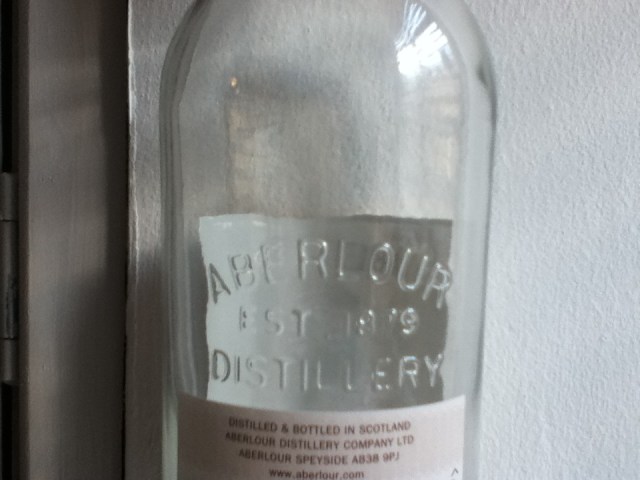 ABERLOUR
EST 1879
DISTILLERY
DISTILLED & BOTTLED IN SCOTLAND
ABERLOUR DISTILLERY COMPANY LTD
ABERLOUR SPEYSIDE AB38 9PJ
www.aberlour.com